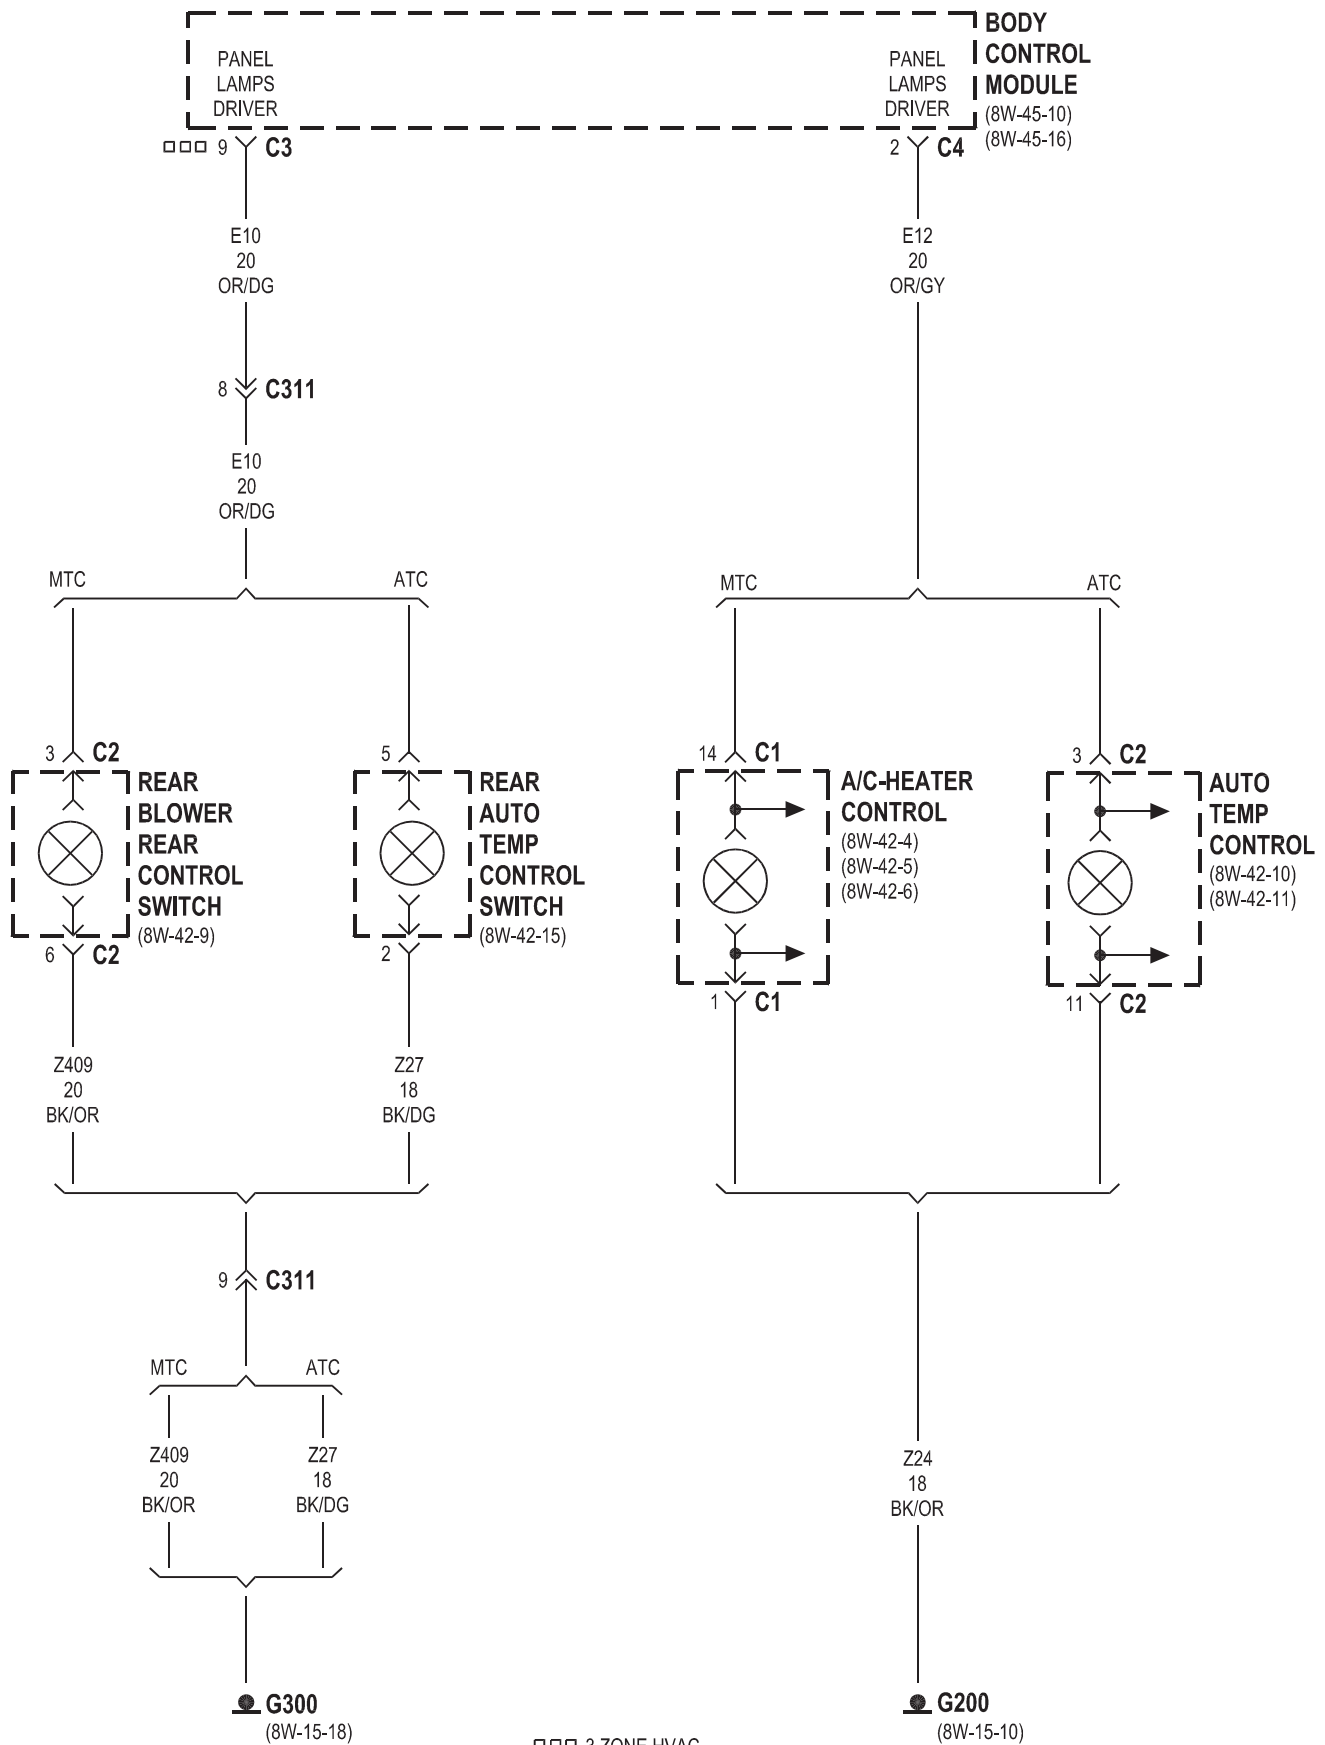 BODY
CONTROL
MODULE
(8W-45-10)
(8W-45-16)
PANEL
LAMPS
DRIVER
PANEL
LAMPS
DRIVER
9 C3
2 C4
E10
20
OR/DG
E12
20
OR/GY
8 C311
E10
20
OR/DG
MTC ATC
MTC ATC
3 C2
5
14 C1
3 C2
REAR
BLOWER
REAR
CONTROL
SWITCH
(8W-42-9)
REAR
AUTO
TEMP
CONTROL
SWITCH
(8W-42-15)
A/C-HEATER
CONTROL
(8W-42-4)
(8W-42-5)
(8W-42-6)
AUTO
TEMP
CONTROL
(8W-42-10)
(8W-42-11)
6 C2
2
1 C1
11 C2
Z409
20
BK/OR
Z27
18
BK/DG
9 C311
MTC ATC
Z409
20
BK/OR
Z27
18
BK/DG
Z24
18
BK/OR
G300
(8W-15-18)
G200
(8W-15-10)
ZONE HVAC